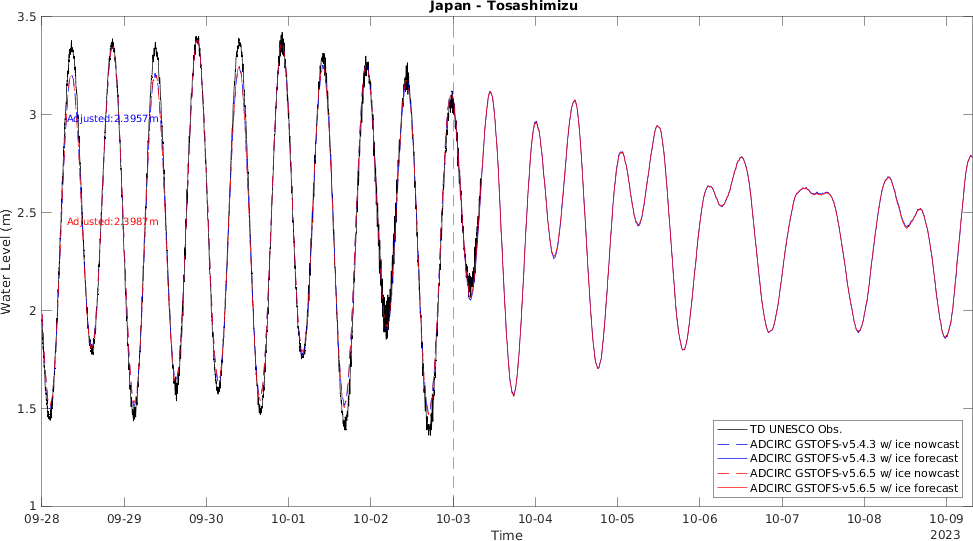 Japan - Tosashimizu
3.5
3
2.5
2
1.5
1
Water Level (m)
Adjusted:2.3957m
Adjusted:2.3987m
TD UNESCO Obs.
ADCIRC GSTOFS-v5.4.3 w/ ice nowcast
ADCIRC GSTOFS-v5.4.3 w/ ice forecast
ADCIRC GSTOFS-v5.6.5 w/ ice nowcast
ADCIRC GSTOFS-v5.6.5 w/ ice forecast
09-28 09-29 09-30 10-01 10-02 10-03 10-04 10-05 10-06 10-07 10-08 10-09
Time
2023